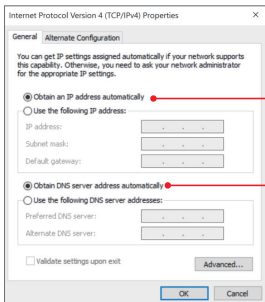 Internet Protocol Version 4 (TCP/IPv4) Properties
General
Alternate Configuration
You can get IP settings assigned automatically if your network supports
this capability. Otherwise, you need to ask your network administrator
for the appropriate IP settings.
Obtain an IP address automatically
Use the following IP address:
IP address:
Subnet mask:
Default gateway:
Obtain DNS server address automatically
Use the following DNS server addresses:
Preferred DNS server:
Alternate DNS server:
Validate settings upon exit
Advanced...
OK
Cancel